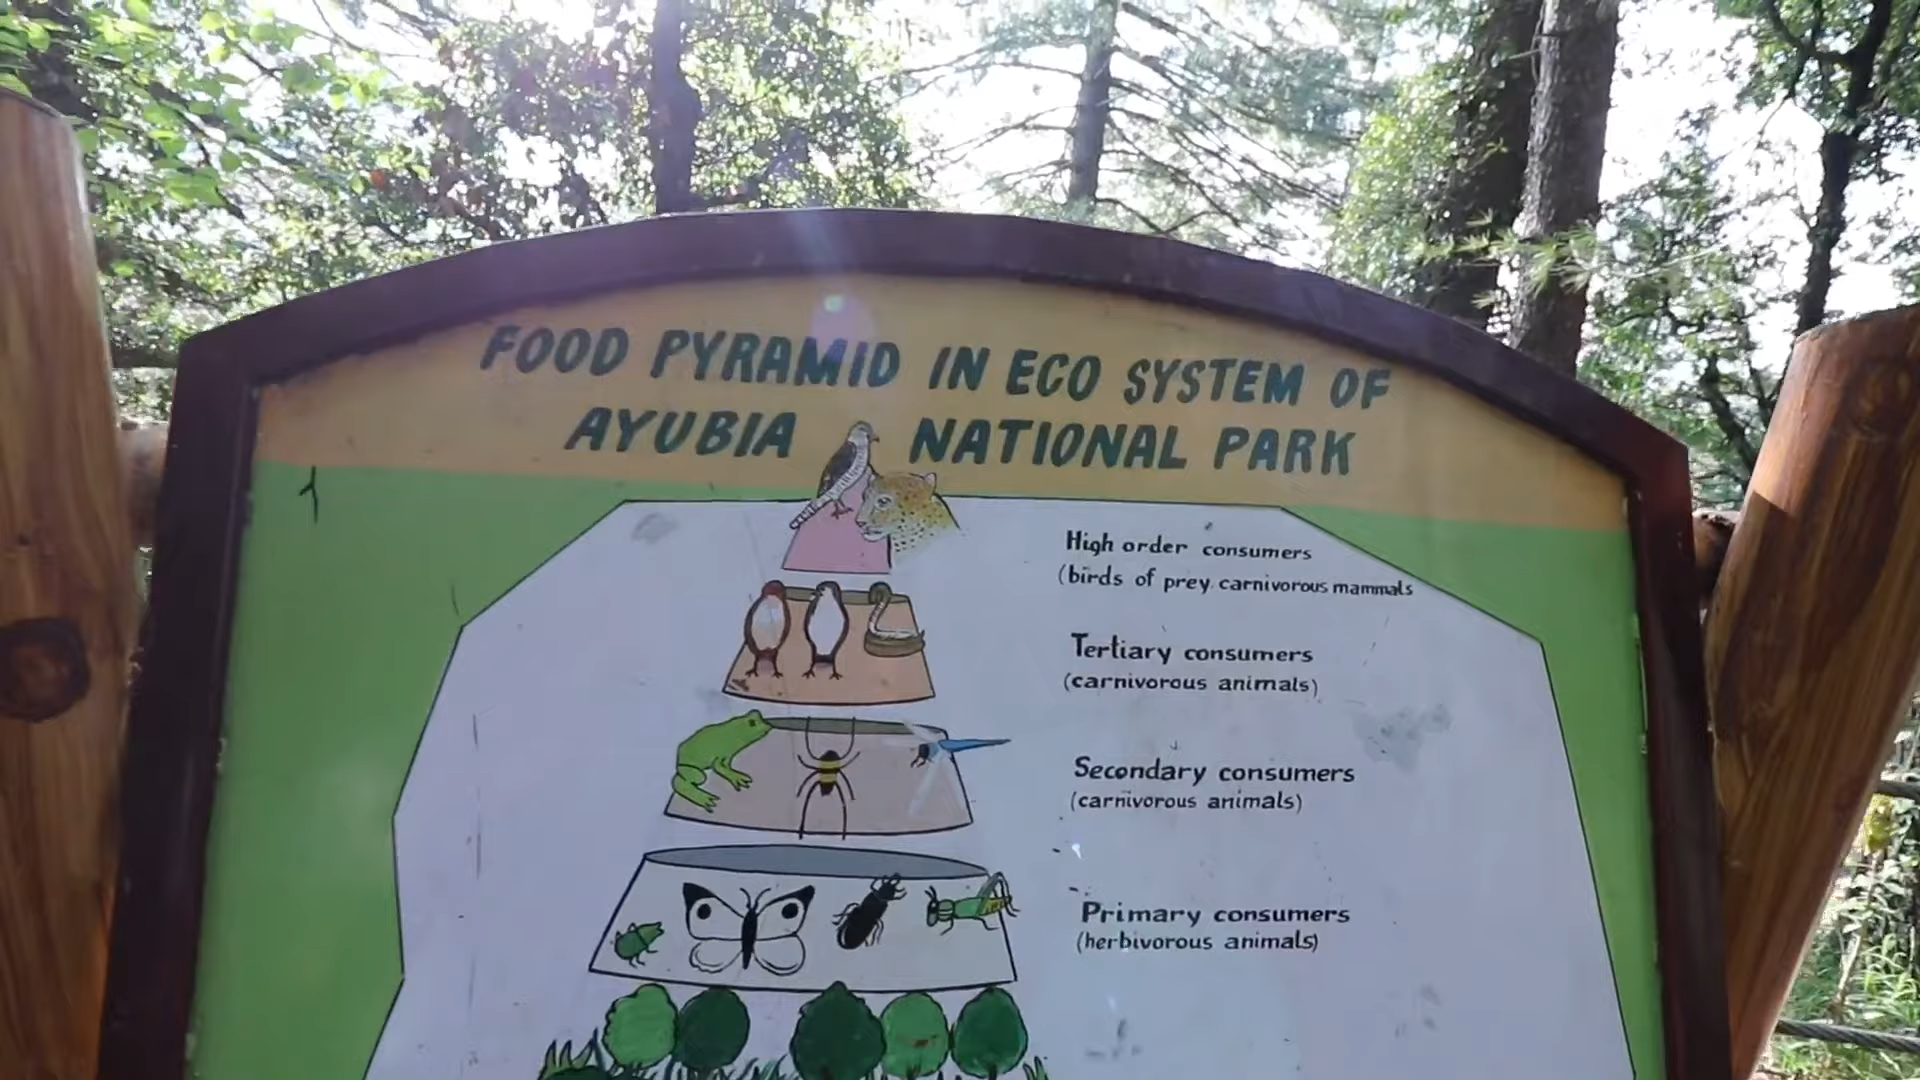 FOOD PYRAMID IN ECO SYSTEM OF
AYUBIA NATIONAL PARK
High order consumers
(birds of prey. carnivorous mammals
Tertiary consumers
(carnivorous animals)
Secondary consumers
(carnivorous animals)
Primary consumers
(herbivorous animals)